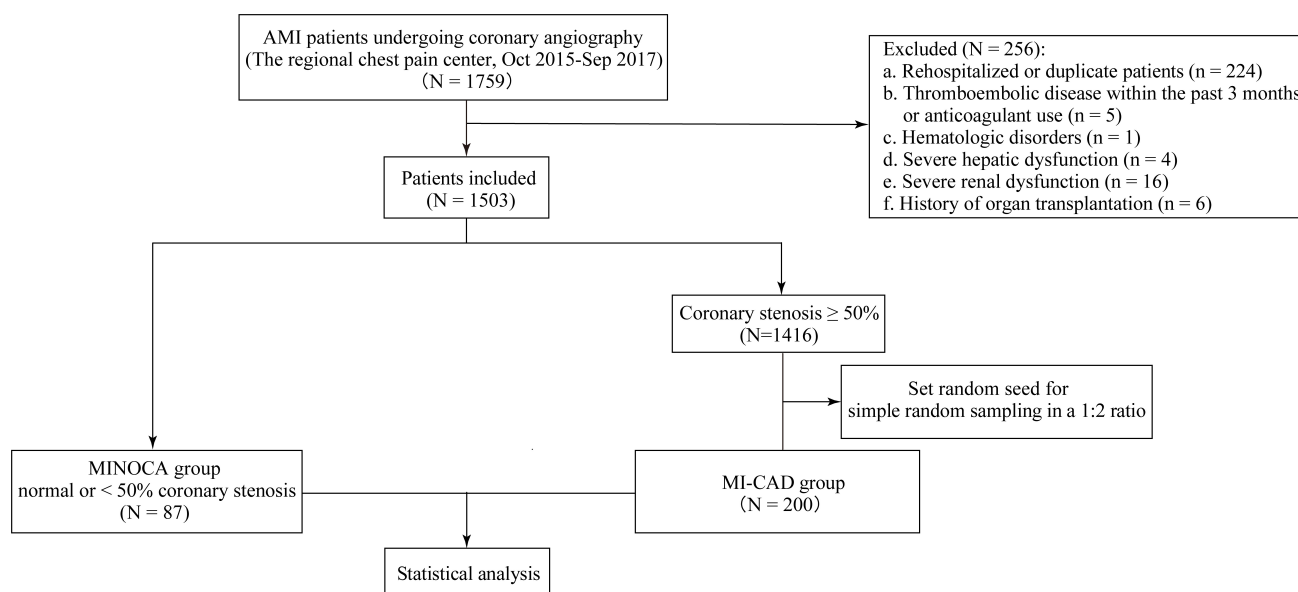 AMI patients undergoing coronary angiography
(The regional chest pain center, Oct 2015-Sep 2017)
（N = 1759）
Excluded (N = 256):
a. Rehospitalized or duplicate patients (n = 224)
b. Thromboembolic disease within the past 3 months
or anticoagulant use (n = 5)
c. Hematologic disorders (n = 1)
d. Severe hepatic dysfunction (n = 4)
e. Severe renal dysfunction (n = 16)
f. History of organ transplantation (n = 6)
Patients included
(N = 1503)
Coronary stenosis ≥ 50%
(N=1416)
Set random seed for
simple random sampling in a 1:2 ratio
MINOCA group
normal or < 50% coronary stenosis
(N = 87)
MI-CAD group
（N = 200）
Statistical analysis